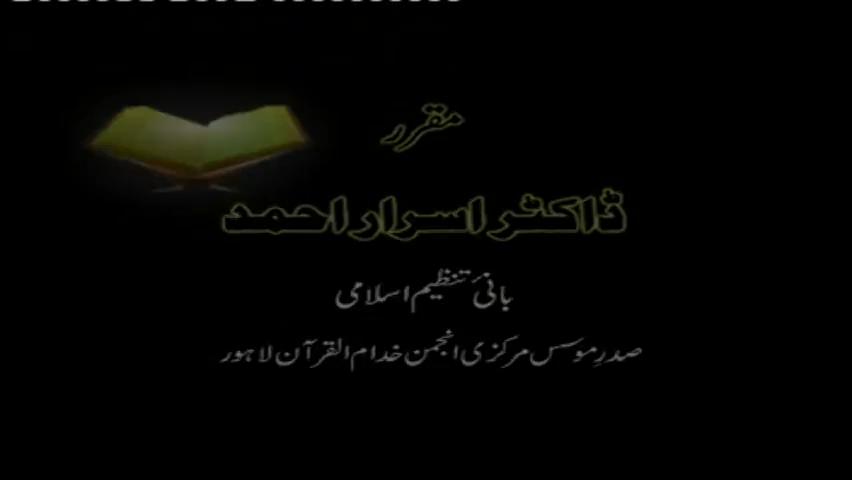 مقرر
ڈاکٹر اسرار احمد
بانیٔ تنظیم اسلامی
صدرِ موسس مرکزی انجمن خدام القرآن لاہور